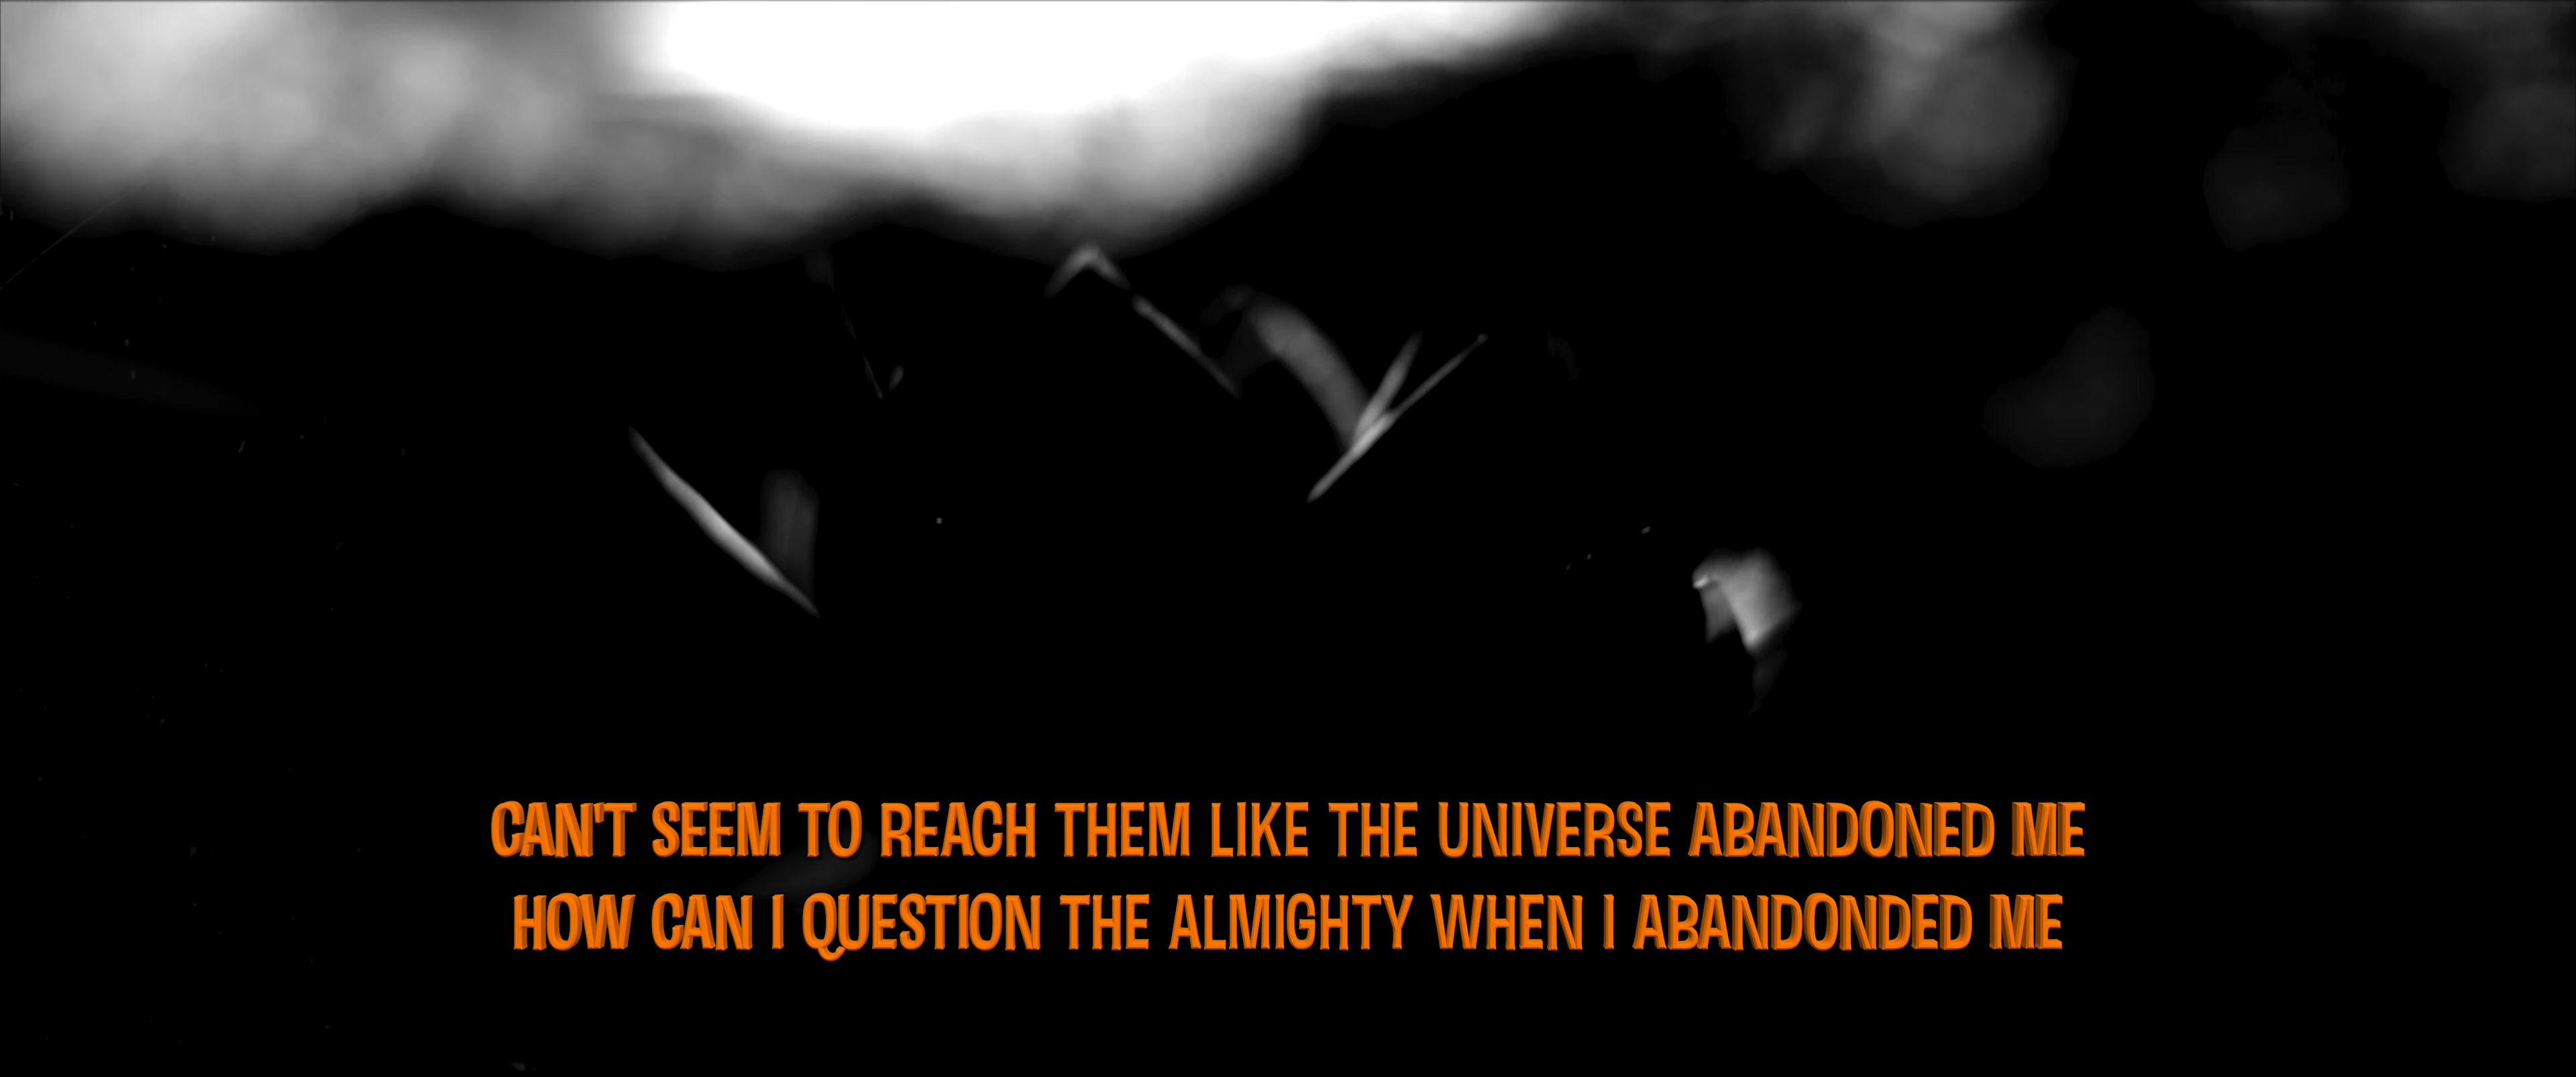 CAN'T SEEM TO REACH THEM LIKE THE UNIVERSE ABANDONED ME
HOW CAN I QUESTION THE ALMIGHTY WHEN I ABANDONDED ME